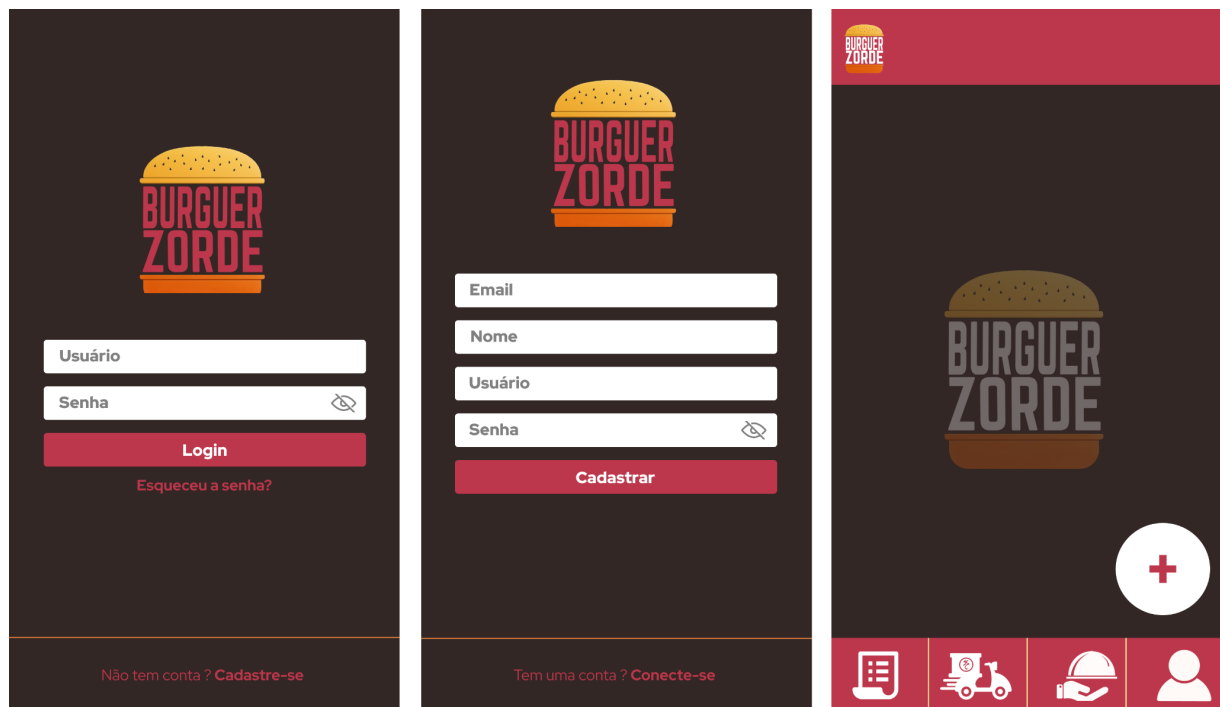 BURGUER
ZORDE
Usuário
Senha
Login
Esqueceu a senha?
Não tem conta ? Cadastre-se
BURGUER
ZORDE
Email
Nome
Usuário
Senha
Cadastrar
Tem uma conta ? Conecte-se
BURGUER
ZORDE
BURGUER
ZORDE
+